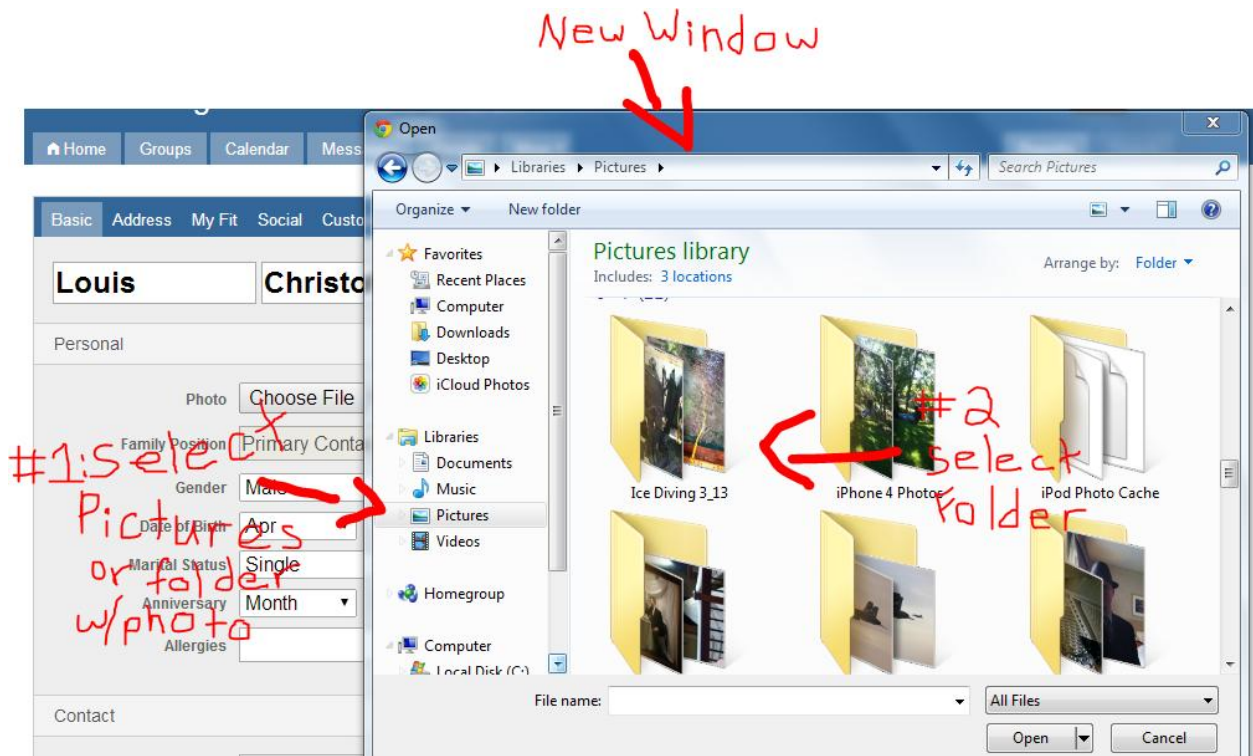 New Window
Home Groups Calendar Mess
Open
Libraries Pictures
Search Pictures
Organize New folder
Basic Address My Fit Social Custo
Louis Christo
Personal
Photo Choose File
Family Position Primary Conta
Gender Male
Date of Birth Apr
Marital Status Single
Anniversary Month
Allergies
Contact
#1: Select
Pictures
or folder
w/photo
Favorites
Recent Places
Computer
Downloads
Desktop
iCloud Photos
Libraries
Documents
Music
Pictures
Videos
Homegroup
Computer
Local Disk (C:)
Pictures library
Includes: 3 locations
Arrange by: Folder
Ice Diving 3_13
iPhone 4 Photos
iPod Photo Cache
#2
Select
Folder
File name:
All Files
Open
Cancel